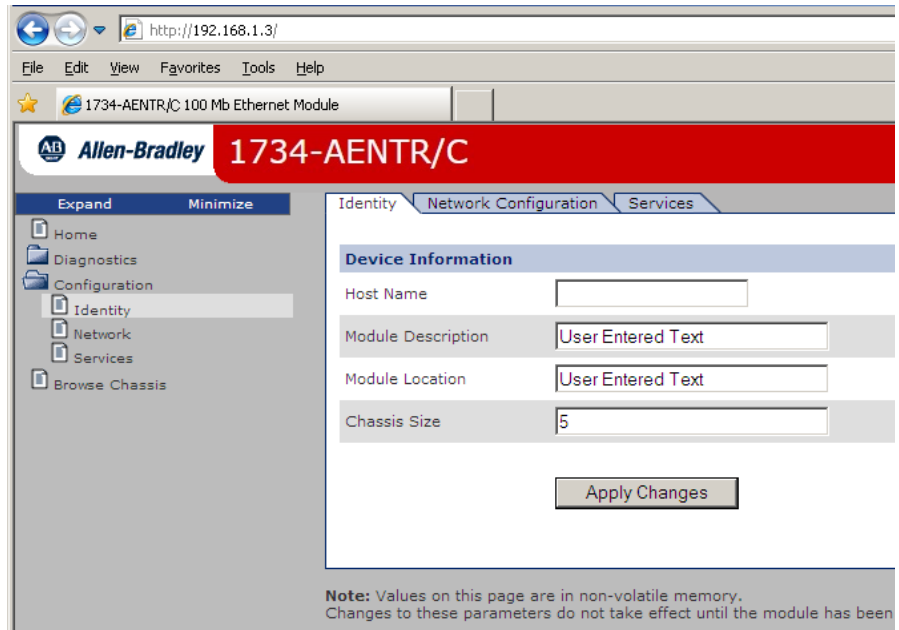 http://192.168.1.3/
File Edit View Favorites Tools Help
1734-AENTR/C 100 Mb Ethernet Module
AB Allen-Bradley 1734-AENTR/C
Expand Minimize
Home
Diagnostics
Configuration
Identity
Network
Services
Browse Chassis
Identity Network Configuration Services
Device Information
Host Name
Module Description User Entered Text
Module Location User Entered Text
Chassis Size 5
Apply Changes
Note: Values on this page are in non-volatile memory.
Changes to these parameters do not take effect until the module has been